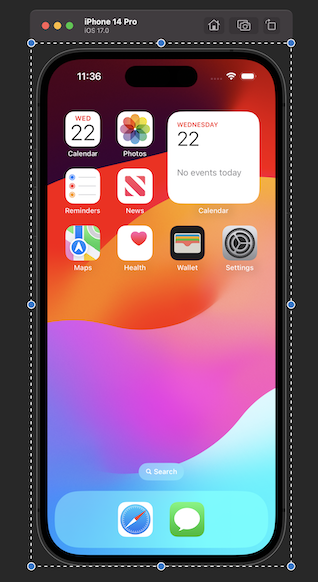 iPhone 14 Pro
iOS 17.0
11:36
WED
22
Calendar
Photos
WEDNESDAY
22
No events today
Calendar
Reminders
News
Maps
Health
Wallet
Settings
Search